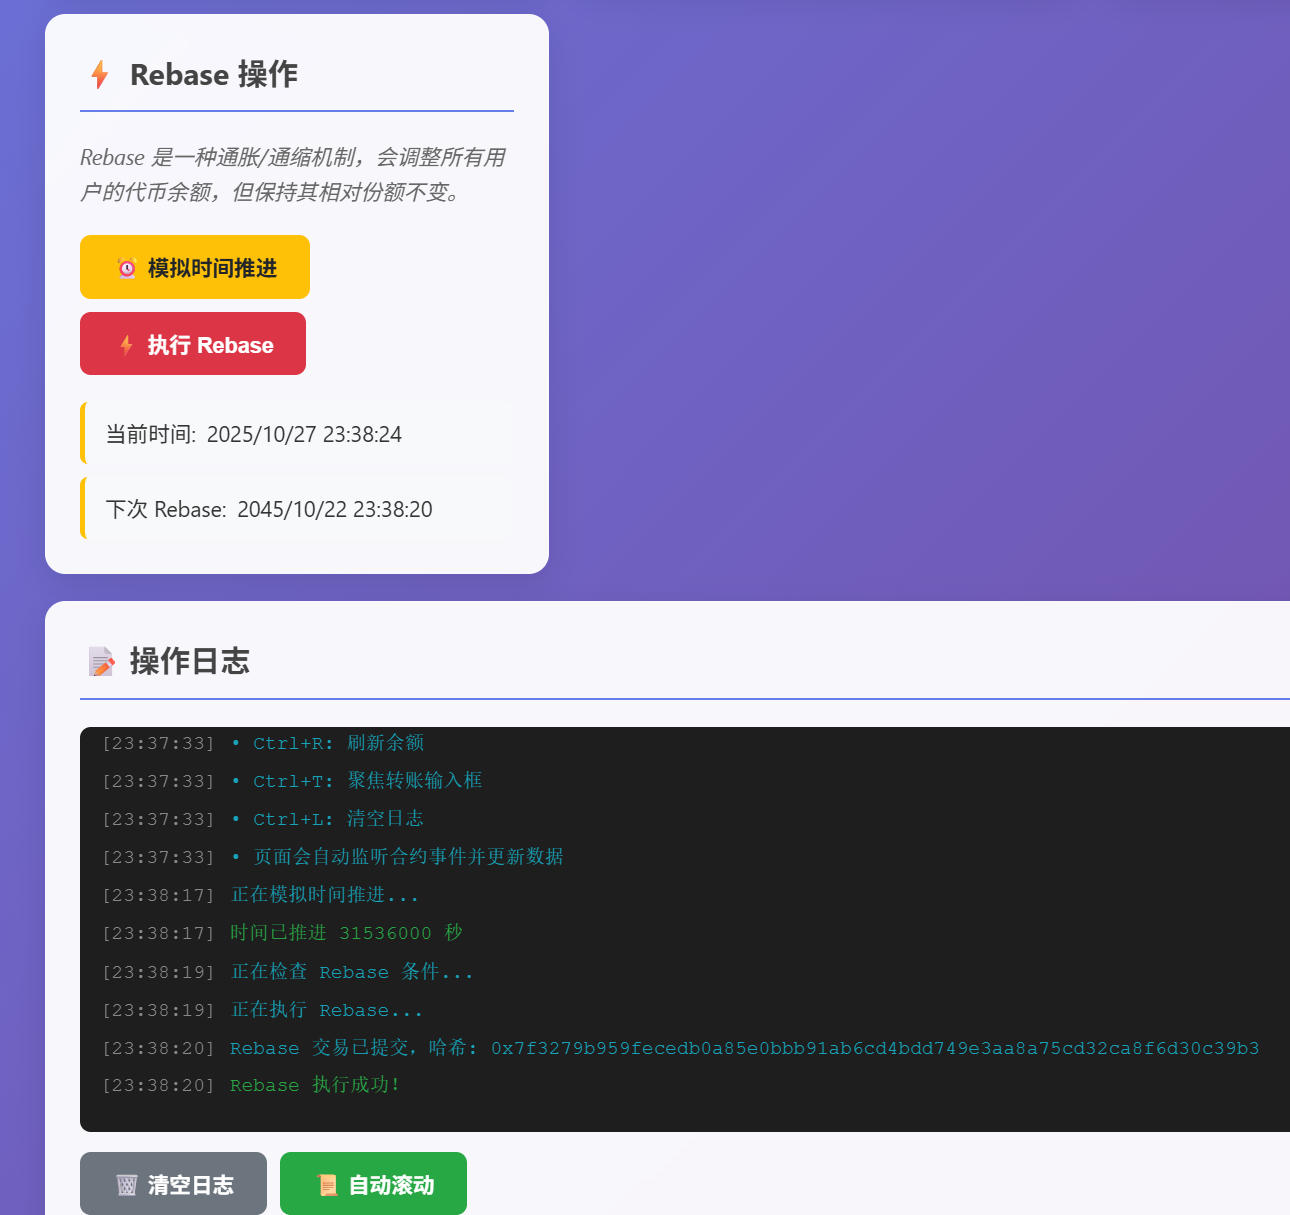 ⚡ Rebase 操作
Rebase 是一种通胀/通缩机制，会调整所有用
户的代币余额，但保持其相对份额不变。
⏰ 模拟时间推进
⚡ 执行 Rebase
当前时间: 2025/10/27 23:38:24
下次 Rebase: 2045/10/22 23:38:20
📝 操作日志
[23:37:33] • Ctrl+R: 刷新余额
[23:37:33] • Ctrl+T: 聚焦转账输入框
[23:37:33] • Ctrl+L: 清空日志
[23:37:33] • 页面会自动监听合约事件并更新数据
[23:38:17] 正在模拟时间推进...
[23:38:17] 时间已推进 31536000 秒
[23:38:19] 正在检查 Rebase 条件...
[23:38:19] 正在执行 Rebase...
[23:38:20] Rebase 交易已提交，哈希: 0x7f3279b959fecedb0a85e0bbb91ab6cd4bdd749e3aa8a75cd32ca8f6d30c39b3
[23:38:20] Rebase 执行成功!
🗑️ 清空日志
📜 自动滚动